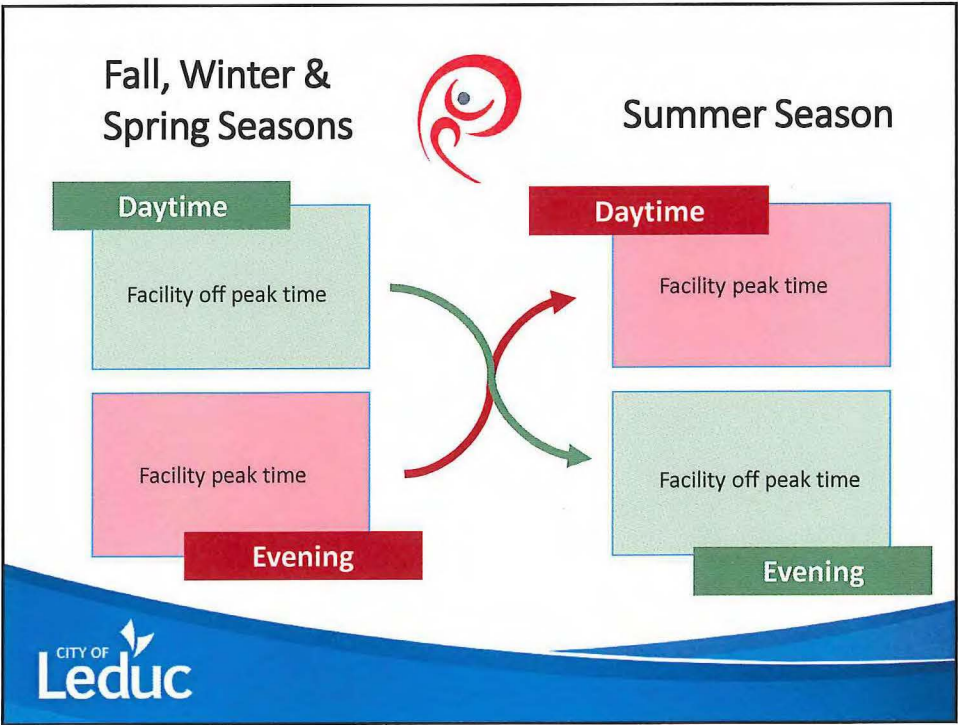 Fall, Winter &
Spring Seasons
Summer Season
Daytime
Facility off peak time
Facility peak time
Evening
Daytime
Facility peak time
Facility off peak time
Evening
CITY OF
Leduc